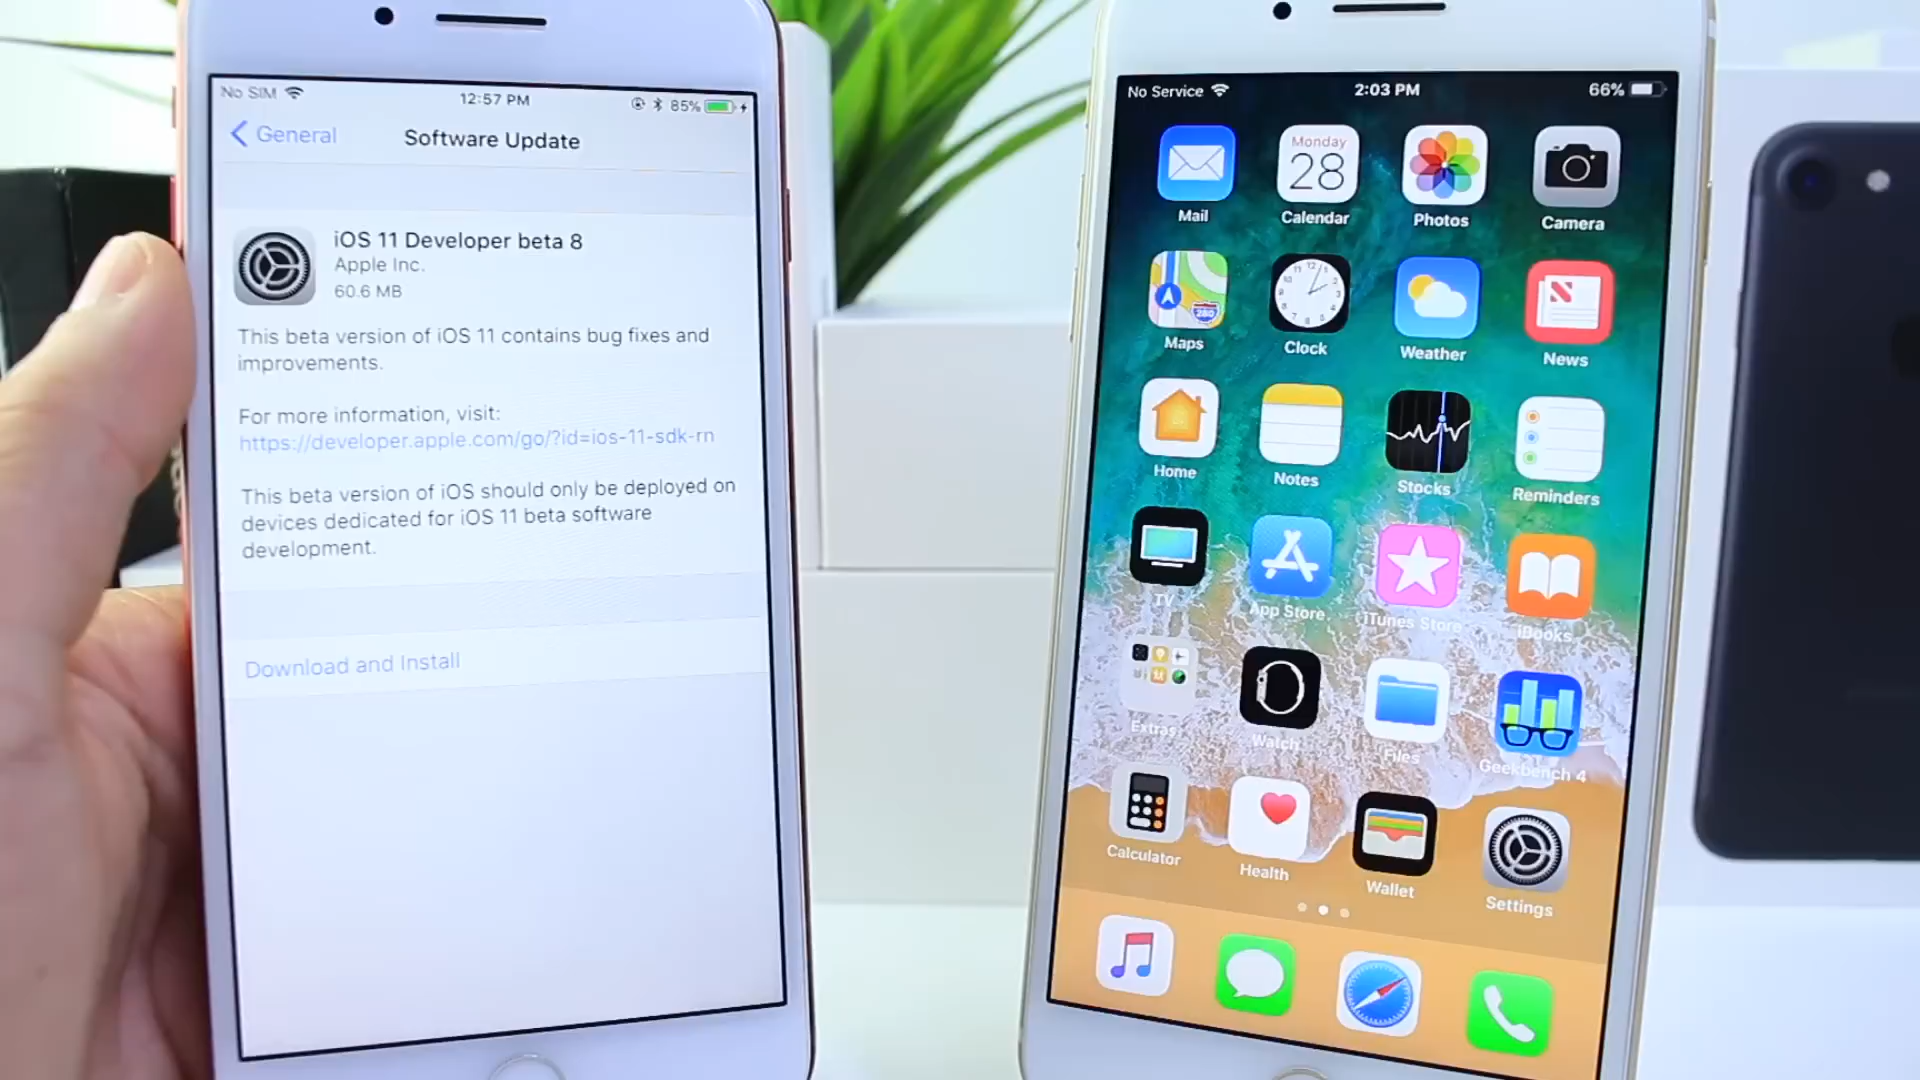 No SIM 12:57 PM 85%
General Software Update
iOS 11 Developer beta 8
Apple Inc.
60.6 MB
This beta version of iOS 11 contains bug fixes and
improvements.
For more information, visit:
https://developer.apple.com/go/?id=ios-11-sdk-rn
This beta version of iOS should only be deployed on
devices dedicated for iOS 11 beta software
development.
Download and Install
No Service 2:03 PM 66%
Monday
28
Mail Calendar Photos Camera
280
Maps Clock Weather News
Home Notes Stocks Reminders
TV App Store iTunes Store iBooks
Extras Watch Files Geekbench 4
Calculator Health Wallet Settings